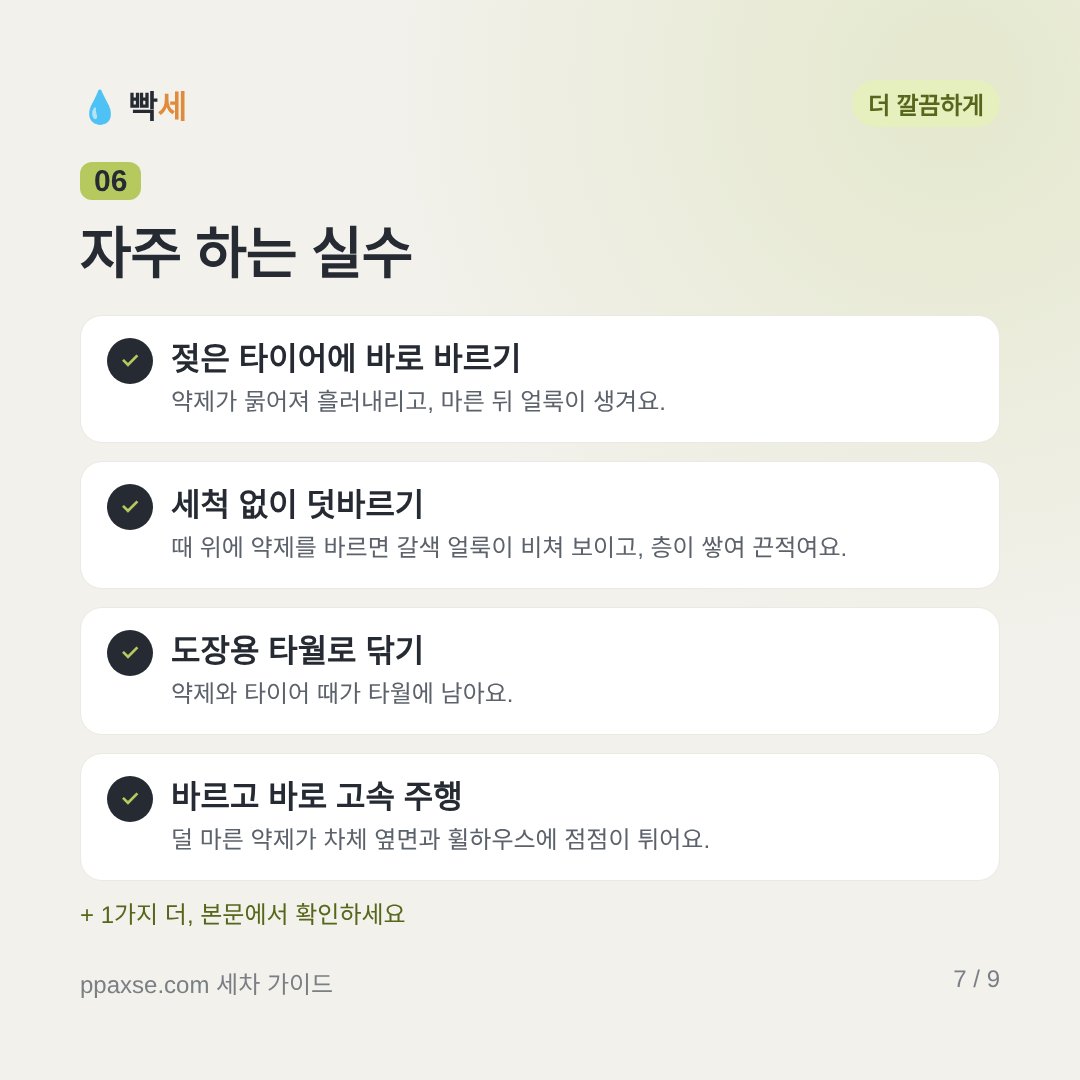 빡세
더 깔끔하게
06
자주 하는 실수
젖은 타이어에 바로 바르기
약제가 묽어져 흘러내리고, 마른 뒤 얼룩이 생겨요.
세척 없이 덧바르기
때 위에 약제를 바르면 갈색 얼룩이 비쳐 보이고, 층이 쌓여 끈적여요.
도장용 타월로 닦기
약제와 타이어 때가 타월에 남아요.
바르고 바로 고속 주행
덜 마른 약제가 차체 옆면과 휠하우스에 점점이 튀어요.
+ 1가지 더, 본문에서 확인하세요
ppaxse.com 세차 가이드
7 / 9